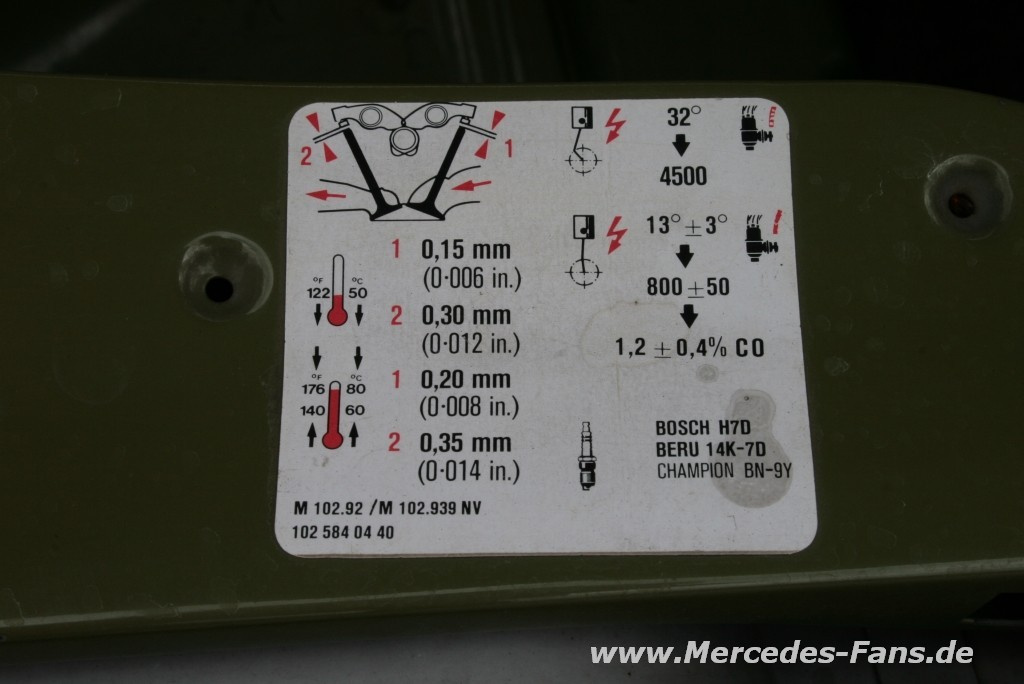 2
1
1 0,15 mm
(0·006 in.)
°F °C
122 50
2 0,30 mm
(0·012 in.)
°F °C
176 80
140 60
1 0,20 mm
(0·008 in.)
2 0,35 mm
(0·014 in.)
M 102.92 /M 102.939 NV
102 584 04 40
32°
4500
13° ± 3°
800 ± 50
1,2 ± 0,4% CO
BOSCH H7D
BERU 14K-7D
CHAMPION BN-9Y
www.Mercedes-Fans.de